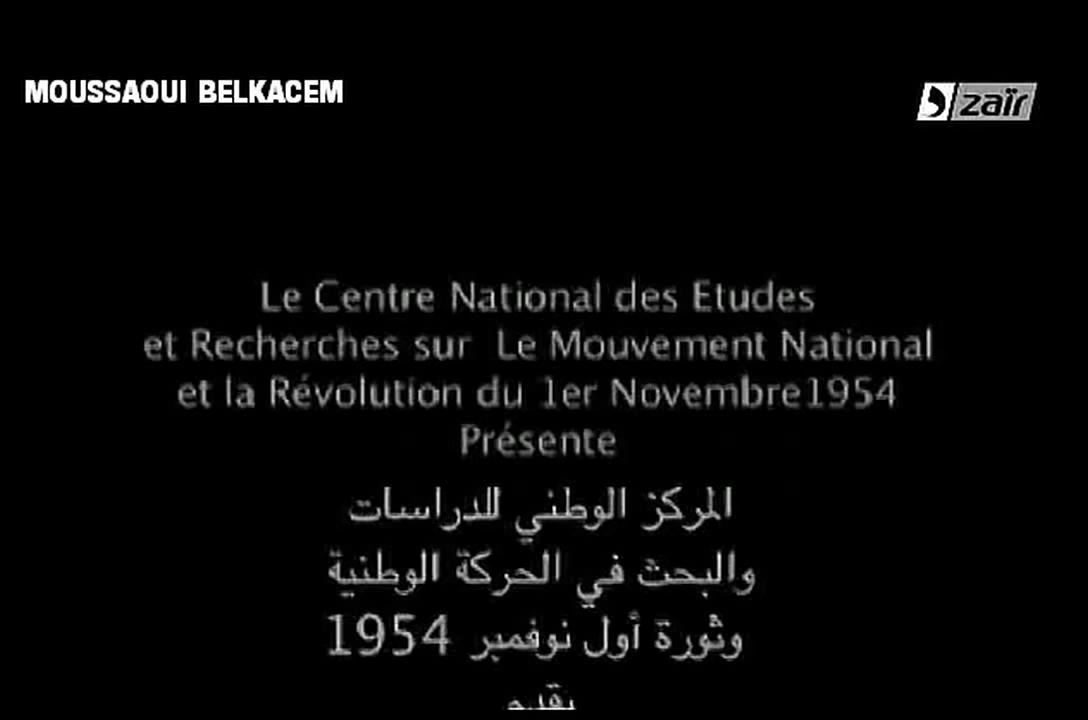 MOUSSAOUI BELKACEM
zaïr
Le Centre National des Etudes
et Recherches sur Le Mouvement National
et la Révolution du 1er Novembre1954
Présente
المركز الوطني للدراسات
والبحث في الحركة الوطنية
وثورة أول نوفمبر 1954
يقدم